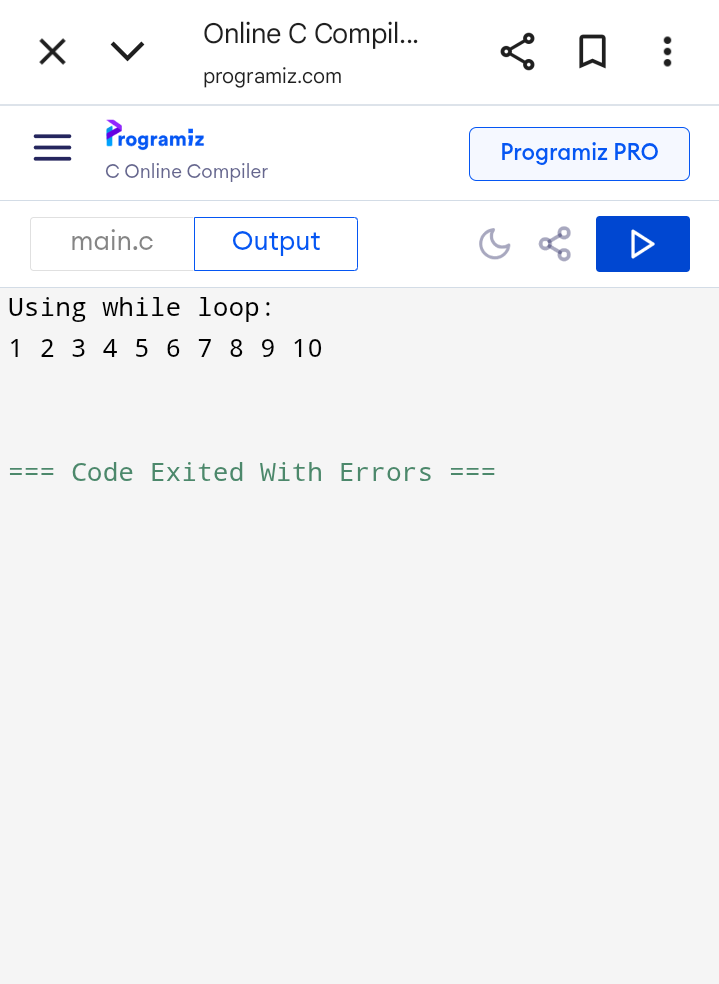 Online C Compil...
programiz.com
Programiz
C Online Compiler
Programiz PRO
main.c
Output
Using while loop:
1 2 3 4 5 6 7 8 9 10
=== Code Exited With Errors ===